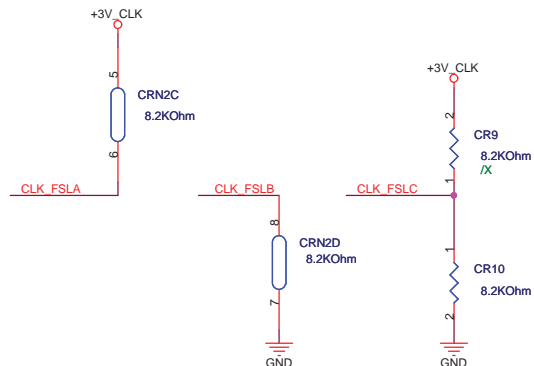 +3V_CLK
5
CRN2C
8.2KOhm
6
CLK_FSLA
CLK_FSLB
8
CRN2D
8.2KOhm
7
GND
+3V_CLK
2
CR9
8.2KOhm
/X
1
CLK_FSLC
1
CR10
8.2KOhm
2
GND